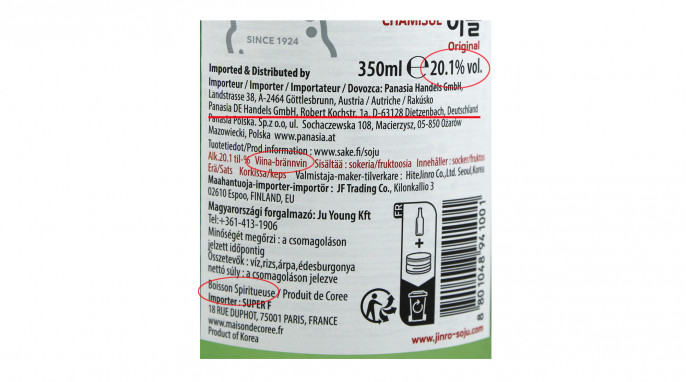 CHAMISUL 이슬
SINCE 1924
Original
350ml ℮ 20.1% vol.
Imported & Distributed by
Importeur / Importer / Importateur / Dovozca: Panasia Handels GmbH,
Landstrasse 38, A-2464 Göttlesbrunn, Austria / Autriche / Rakúsko
Panasia DE Handels GmbH, Robert Kochstr. 1a, D-63128 Dietzenbach, Deutschland
Panasia Polska. Sp.z o.o, ul Sochaczewska 108, Macierzysz, 05-850 Ożarów
Mazowiecki, Polska www.panasia.at
Tuotetiedot/Prod.information : www.sake.fi/soju
Alk.20.1 til-% Viina-brännvin Sisältää : sokeria/fruktoosia Innehåller : socker/fruktos
Erä/Sats Korkissa/keps Valmistaja-maker-tilverkare : HiteJinro Co.,Ltd. Seoul,Korea
Maahantuoja-importer-importör : JF Trading Co., Kilonkallio 3
02610 Espoo, FINLAND, EU
Magyarországi forgalmazó: Ju Young Kft
Tel:+361-413-1906
Minőségét megőrzi : a csomagoláson
jelzett időpontig
Összetevők : víz,rizs,árpa,édesburgonya
nettó súly : a csomagoláson jelezve
Boisson Spiritueuse / Produit de Coree
Importer : SUPER F
18 RUE DUPHOT, 75001 PARIS, FRANCE
www.maisondecoree.fr
Product of Korea
FR
+
8 801048 941001
www.jinro-soju.com